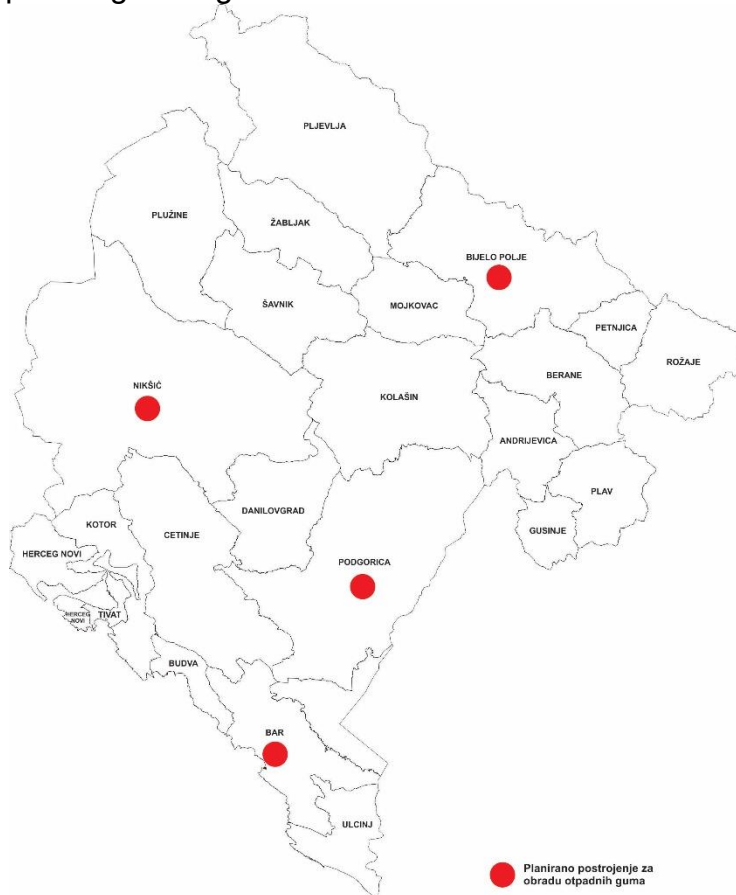 PLJEVLJA
PLUŽINE
ŽABLJAK
BIJELO POLJE
ŠAVNIK
MOJKOVAC
PETNJICA
ROŽAJE
BERANE
NIKŠIĆ
KOLAŠIN
ANDRIJEVICA
PLAV
DANILOVGRAD
KOTOR
CETINJE
GUSINJE
HERCEG NOVI
PODGORICA
HERCEG
NOVI
TIVAT
BUDVA
BAR
ULCINJ
Planirano postrojenje za
obradu otpadnih guma